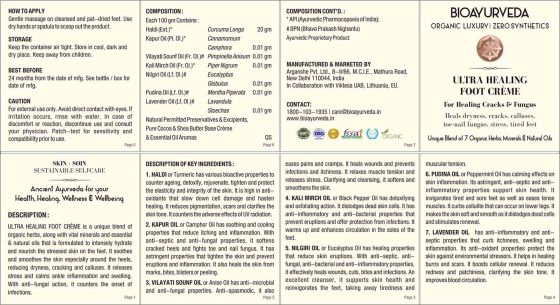 HOW TO APPLY
Gentle massage on cleansed and pat–dried feet. Use
any hands or spatula to scoop out the product.
STORAGE
Keep the container air tight. Store in cool, dark and
dry place. Keep away from children.
BEST BEFORE
24 months from the date of mfg. See bottle / box for
date of mfg.
CAUTION
For external use only. Avoid direct contact with eyes. If
irritation occurs, rinse with water. In case of
discomfort or reaction, discontinue use and consult
your physician. Patch–test for sensitivity and
compatibility prior to use.
Page 5
COMPOSITION :
Each 100 gm Contains :
Haldi (Ext.)* Curcuma Longa 20 gm
Kapur Oil (Pl. Oil.)* Cinnamomum
Camphora 0.01 gm
Vilayati Sounf Oil (Fr. Oil.)# Pimpinella Anisum 0.01 gm
Kali Mirch Oil (Fr. Oil.)* Piper Nigrum 0.01 gm
Nilgiri Oil (Lf. Oil.)# Eucalyptus
Globulus 0.01 gm
Pudina Oil (Lf. Oil.)# Mentha Piperata 0.01 gm
Lavender Oil (Lf. Oil.)# Lavandula
Stoechas 0.01 gm
Natural Permitted Preservatives & Excipients,
Pure Cocoa & Shea Butter Base Crème
& Essential Oil Aromas QS
Page 6
COMPOSITION CONT'D. :
* API (Ayurvedic Pharmacopoeia of India);
# BPN (Bhava Prakash Nighantu)
Ayurvedic Proprietary Product
MANUFACTURED & MARKETED BY
Arganshe Pvt. Ltd., B–II/66, M.C.I.E., Mathura Road,
New Delhi 110044, India
In Collaboration with Viktesa UAB, Lithuania, EU.
CONTACT:
1800–103–1935 | care@bioayurveda.in
www.bioayurveda.in
fssai
ORGANIC
Page 7
BIOAYURVEDA
ORGANIC LUXURY | ZERO SYNTHETICS
ULTRA HEALING
FOOT CRÈME
For Healing Cracks & Fungus
Heals dryness, cracks, calluses,
toe-nail fungus, stress, tired feet
Unique Blend of 7 Organic Herbs, Minerals & Natural Oils
SKIN - SOIN
SUSTAINABLE SELFCARE
Ancient Ayurveda for your
Health, Healing, Wellness & Wellbeing
DESCRIPTION :
ULTRA HEALING FOOT CRÈME is a unique blend of
organic herbs, along with vital minerals and essential
& natural oils that is formulated to intensely hydrate
and nourish the stressed skin on the feet. It soothes
and smoothes the skin especially around the heels,
reducing dryness, cracking and calluses. It releases
stress and calms ankle inflammation and swelling.
With anti–fungal action, it counters the onset of
infections.
Page 1
DESCRIPTION OF KEY INGREDIENTS :
1. HALDI or Turmeric has various bioactive properties to
counter ageing, detoxify, rejuvenate, tighten and protect
the elasticity and integrity of the skin. It is high in anti–
oxidants that slow down cell damage and hasten
healing. It reduces pigmentation, scars and clarifies the
skin tone. It counters the adverse effects of UV radiation.
2. KAPUR OIL or Camphor Oil has soothing and cooling
properties that reduce itching and inflammation. With
anti–septic and anti–fungal properties, it softens
cracked heels and fights toe and nail fungus. It has
astringent properties that tighten the skin and prevent
eruptions and inflammation. It also heals the skin from
marks, bites, blisters or peeling.
3. VILAYATI SOUNF OIL or Anise Oil has anti–microbial
and anti–fungal properties. Anti–spasmodic, it also
Page 2
eases pains and cramps. It heals wounds and prevents
infections and itchiness. It relaxes muscle tension and
releases stress. Clarifying and cleansing, it softens and
smoothens the skin.
4. KALI MIRCH OIL or Black Pepper Oil has detoxifying
and exfoliating action. It dislodges dead skin cells. It has
anti–inflammatory and anti–bacterial properties that
prevent eruptions and offer protection from infections. It
warms up and enhances circulation in the soles of the
feet.
5. NILGIRI OIL or Eucalyptus Oil has healing properties
that reduce skin eruptions. With anti–septic, anti–
fungal, anti–bacterial and anti–inflammatory properties,
it effectively heals wounds, cuts, bites and infections. An
excellent cleanser, it supports skin health and
reinvigorates the feet, taking away tiredness and
Page 3
muscular tension.
6. PUDINA OIL or Peppermint Oil has calming effects on
skin inflammation. Its astringent, anti–septic and anti–
inflammatory properties support skin health. It
invigorates tired and sore feet as well as eases tense
muscles. It curbs cellulite that can occur on lower legs. It
makes the skin soft and smooth as it dislodges dead cells
and stimulates renewal.
7. LAVENDER OIL has anti–inflammatory and anti–
septic properties that curb itchiness, swelling and
inflammation. Its anti–oxidant properties protect the
skin against environmental stressors. It helps in healing
burns and scars. It boosts cellular renewal. It reduces
redness and patchiness, clarifying the skin tone. It
improves blood circulation.
Page 4